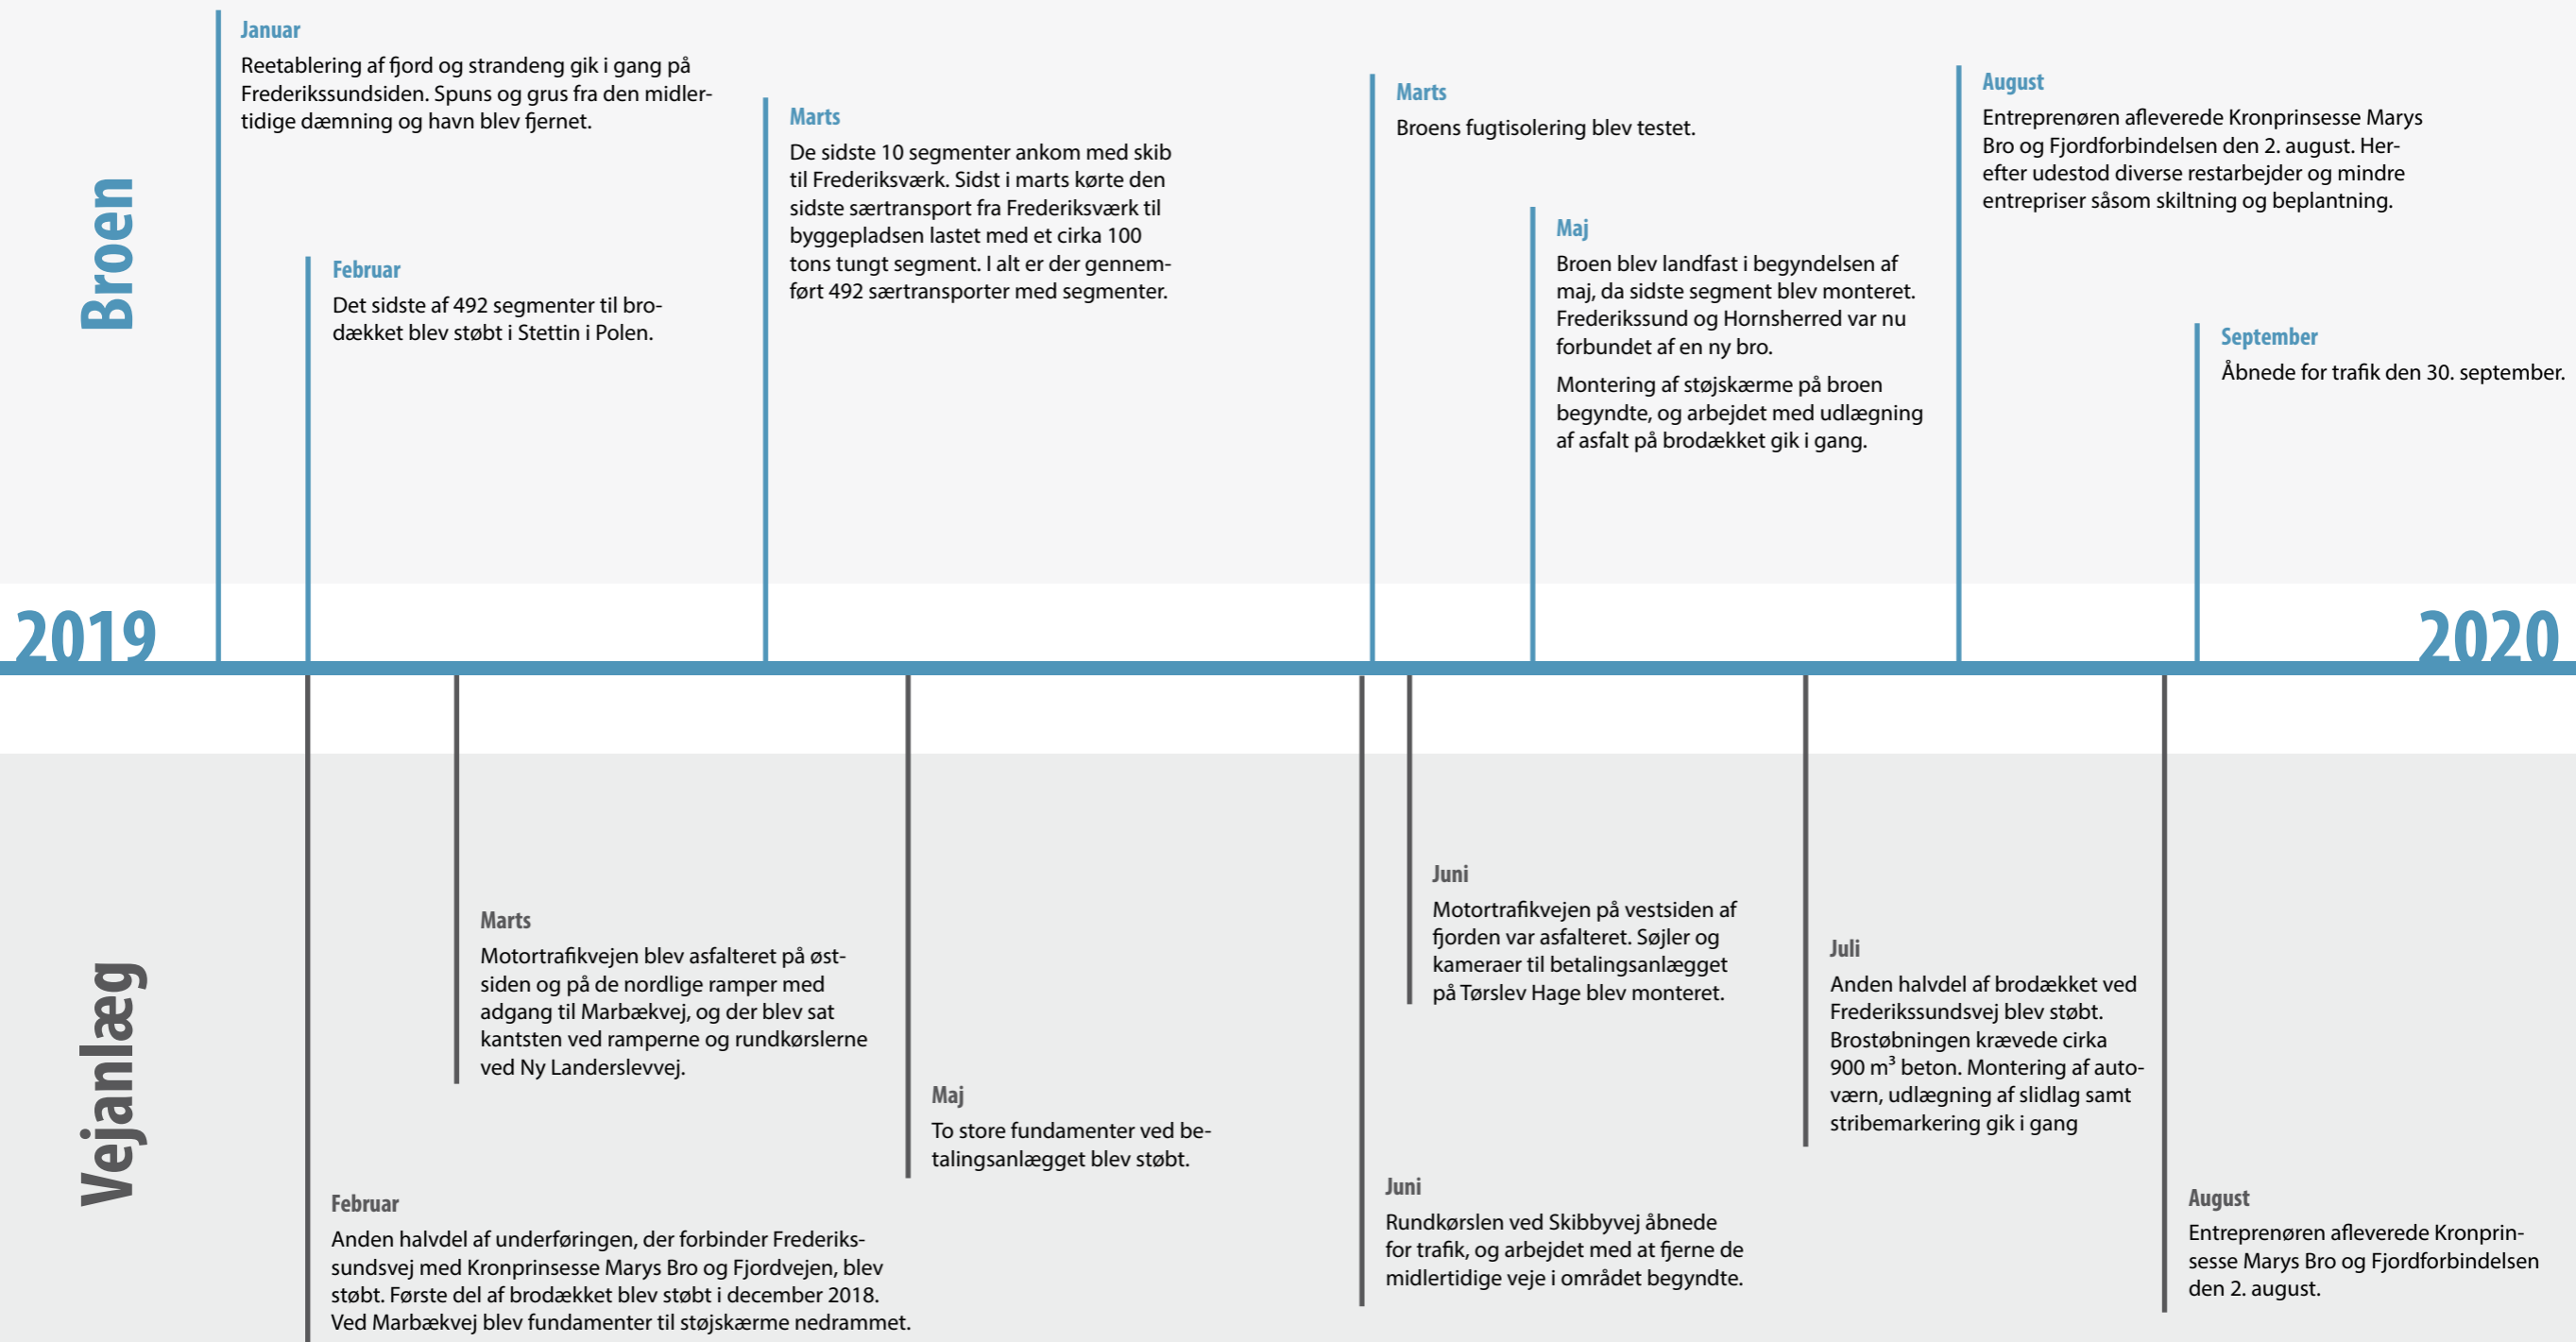 Broen
Januar
Reetablering af fjord og strandeng gik i gang på
Frederikssundsiden. Spuns og grus fra den midler-
tidige dæmning og havn blev fjernet.
Februar
Det sidste af 492 segmenter til bro-
dækket blev støbt i Stettin i Polen.
Marts
De sidste 10 segmenter ankom med skib
til Frederiksværk. Sidst i marts kørte den
sidste særtransport fra Frederiksværk til
byggepladsen lastet med et cirka 100
tons tungt segment. I alt er der gennem-
ført 492 særtransporter med segmenter.
Marts
Broens fugtisolering blev testet.
Maj
Broen blev landfast i begyndelsen af
maj, da sidste segment blev monteret.
Frederikssund og Hornsherred var nu
forbundet af en ny bro.
Montering af støjskærme på broen
begyndte, og arbejdet med udlægning
af asfalt på brodækket gik i gang.
August
Entreprenøren afleverede Kronprinsesse Marys
Bro og Fjordforbindelsen den 2. august. Her-
efter udestod diverse restarbejder og mindre
entrepriser såsom skiltning og beplantning.
September
Åbnede for trafik den 30. september.
2019
2020
Vejanlæg
Februar
Anden halvdel af underføringen, der forbinder Frederiks-
sundsvej med Kronprinsesse Marys Bro og Fjordvejen, blev
støbt. Første del af brodækket blev støbt i december 2018.
Ved Marbækvej blev fundamenter til støjskærme nedrammet.
Marts
Motortrafikvejen blev asfalteret på øst-
siden og på de nordlige ramper med
adgang til Marbækvej, og der blev sat
kantsten ved ramperne og rundkørslerne
ved Ny Landerslevvej.
Maj
To store fundamenter ved be-
talingsanlægget blev støbt.
Juni
Rundkørslen ved Skibbyvej åbnede
for trafik, og arbejdet med at fjerne de
midlertidige veje i området begyndte.
Juni
Motortrafikvejen på vestsiden af
fjorden var asfalteret. Søjler og
kameraer til betalingsanlægget
på Tørslev Hage blev monteret.
Juli
Anden halvdel af brodækket ved
Frederikssundsvej blev støbt.
Brostøbningen krævede cirka
900 m³ beton. Montering af auto-
værn, udlægning af slidlag samt
stribemarkering gik i gang
August
Entreprenøren afleverede Kronprin-
sesse Marys Bro og Fjordforbindelsen
den 2. august.